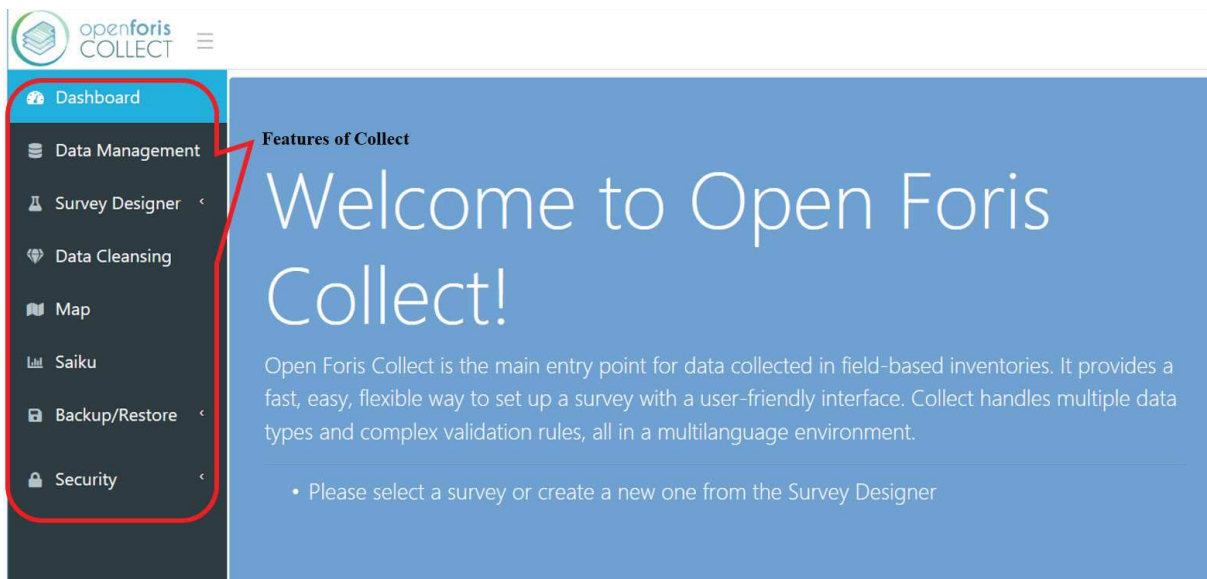 openforis
COLLECT
Dashboard
Data Management
Survey Designer
Data Cleansing
Map
Saiku
Backup/Restore
Security
Features of Collect
Welcome to Open Foris
Collect!
Open Foris Collect is the main entry point for data collected in field-based inventories. It provides a
fast, easy, flexible way to set up a survey with a user-friendly interface. Collect handles multiple data
types and complex validation rules, all in a multilanguage environment.
• Please select a survey or create a new one from the Survey Designer